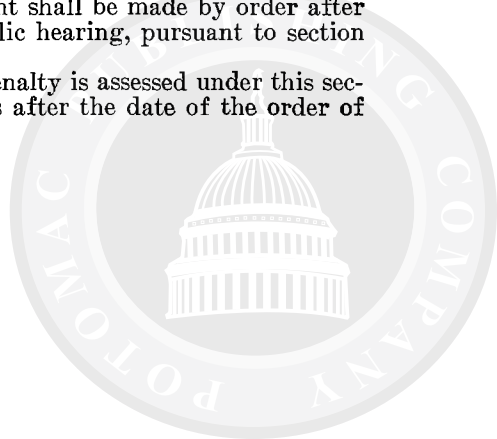 nt shall be made by order after
lic hearing, pursuant to section
enalty is assessed under this sec-
s after the date of the order of
POTOMAC PUBLISHING COMPANY